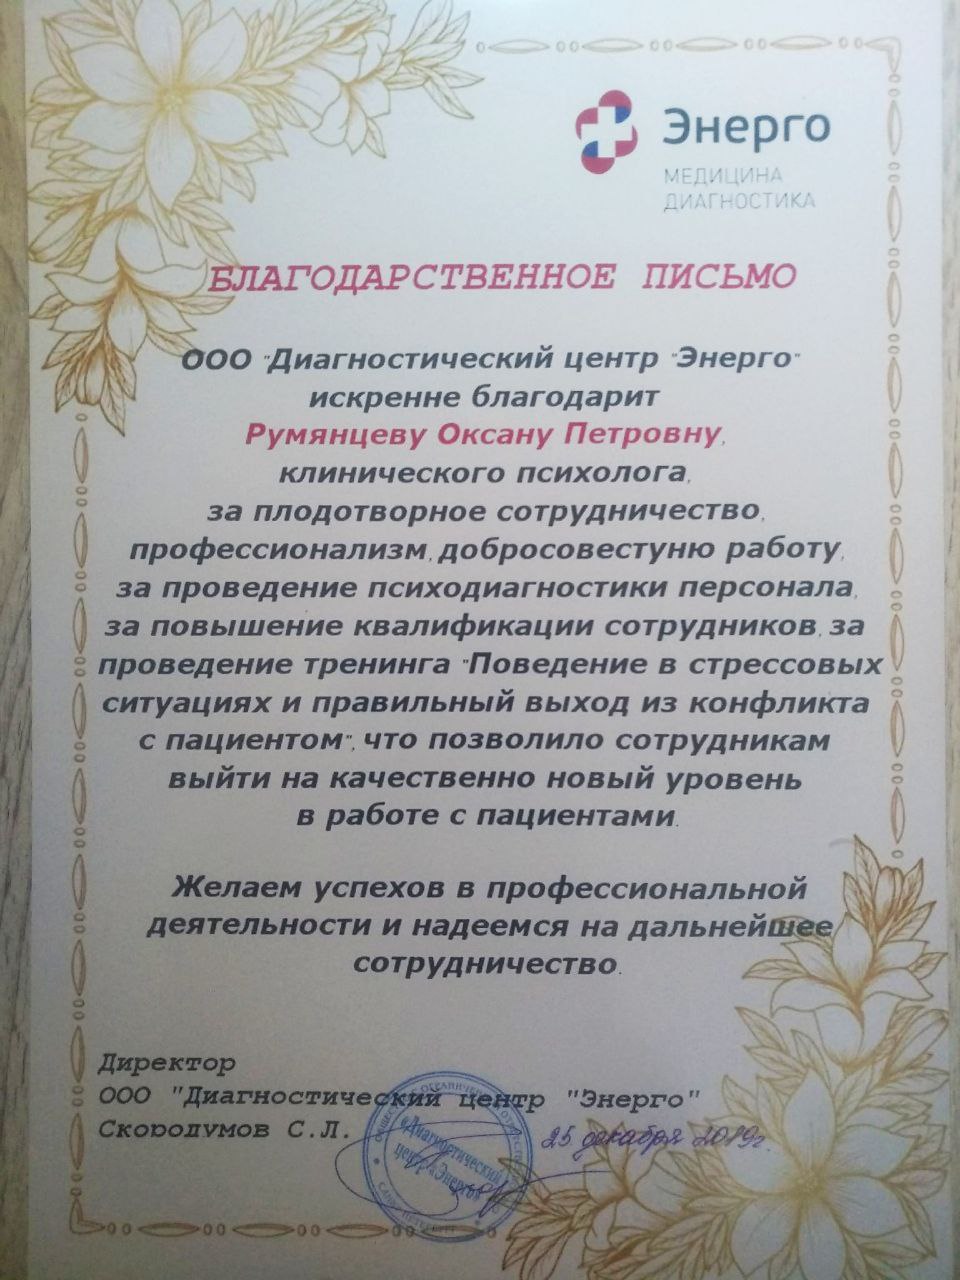 Энерго
МЕДИЦИНА
ДИАГНОСТИКА
БЛАГОДАРСТВЕННОЕ ПИСЬМО
ООО "Диагностический центр "Энерго"
искренне благодарит
Румянцеву Оксану Петровну,
клинического психолога,
за плодотворное сотрудничество,
профессионализм, добросовестуню работу,
за проведение психодиагностики персонала,
за повышение квалификации сотрудников, за
проведение тренинга "Поведение в стрессовых
ситуациях и правильный выход из конфликта
с пациентом", что позволило сотрудникам
выйти на качественно новый уровень
в работе с пациентами.
Желаем успехов в профессиональной
деятельности и надеемся на дальнейшее
сотрудничество.
Директор
ООО "Диагностический центр "Энерго"
Скородумов С.Л.
25 декабря 2019г.
«Диагностический
центр «Энерго»